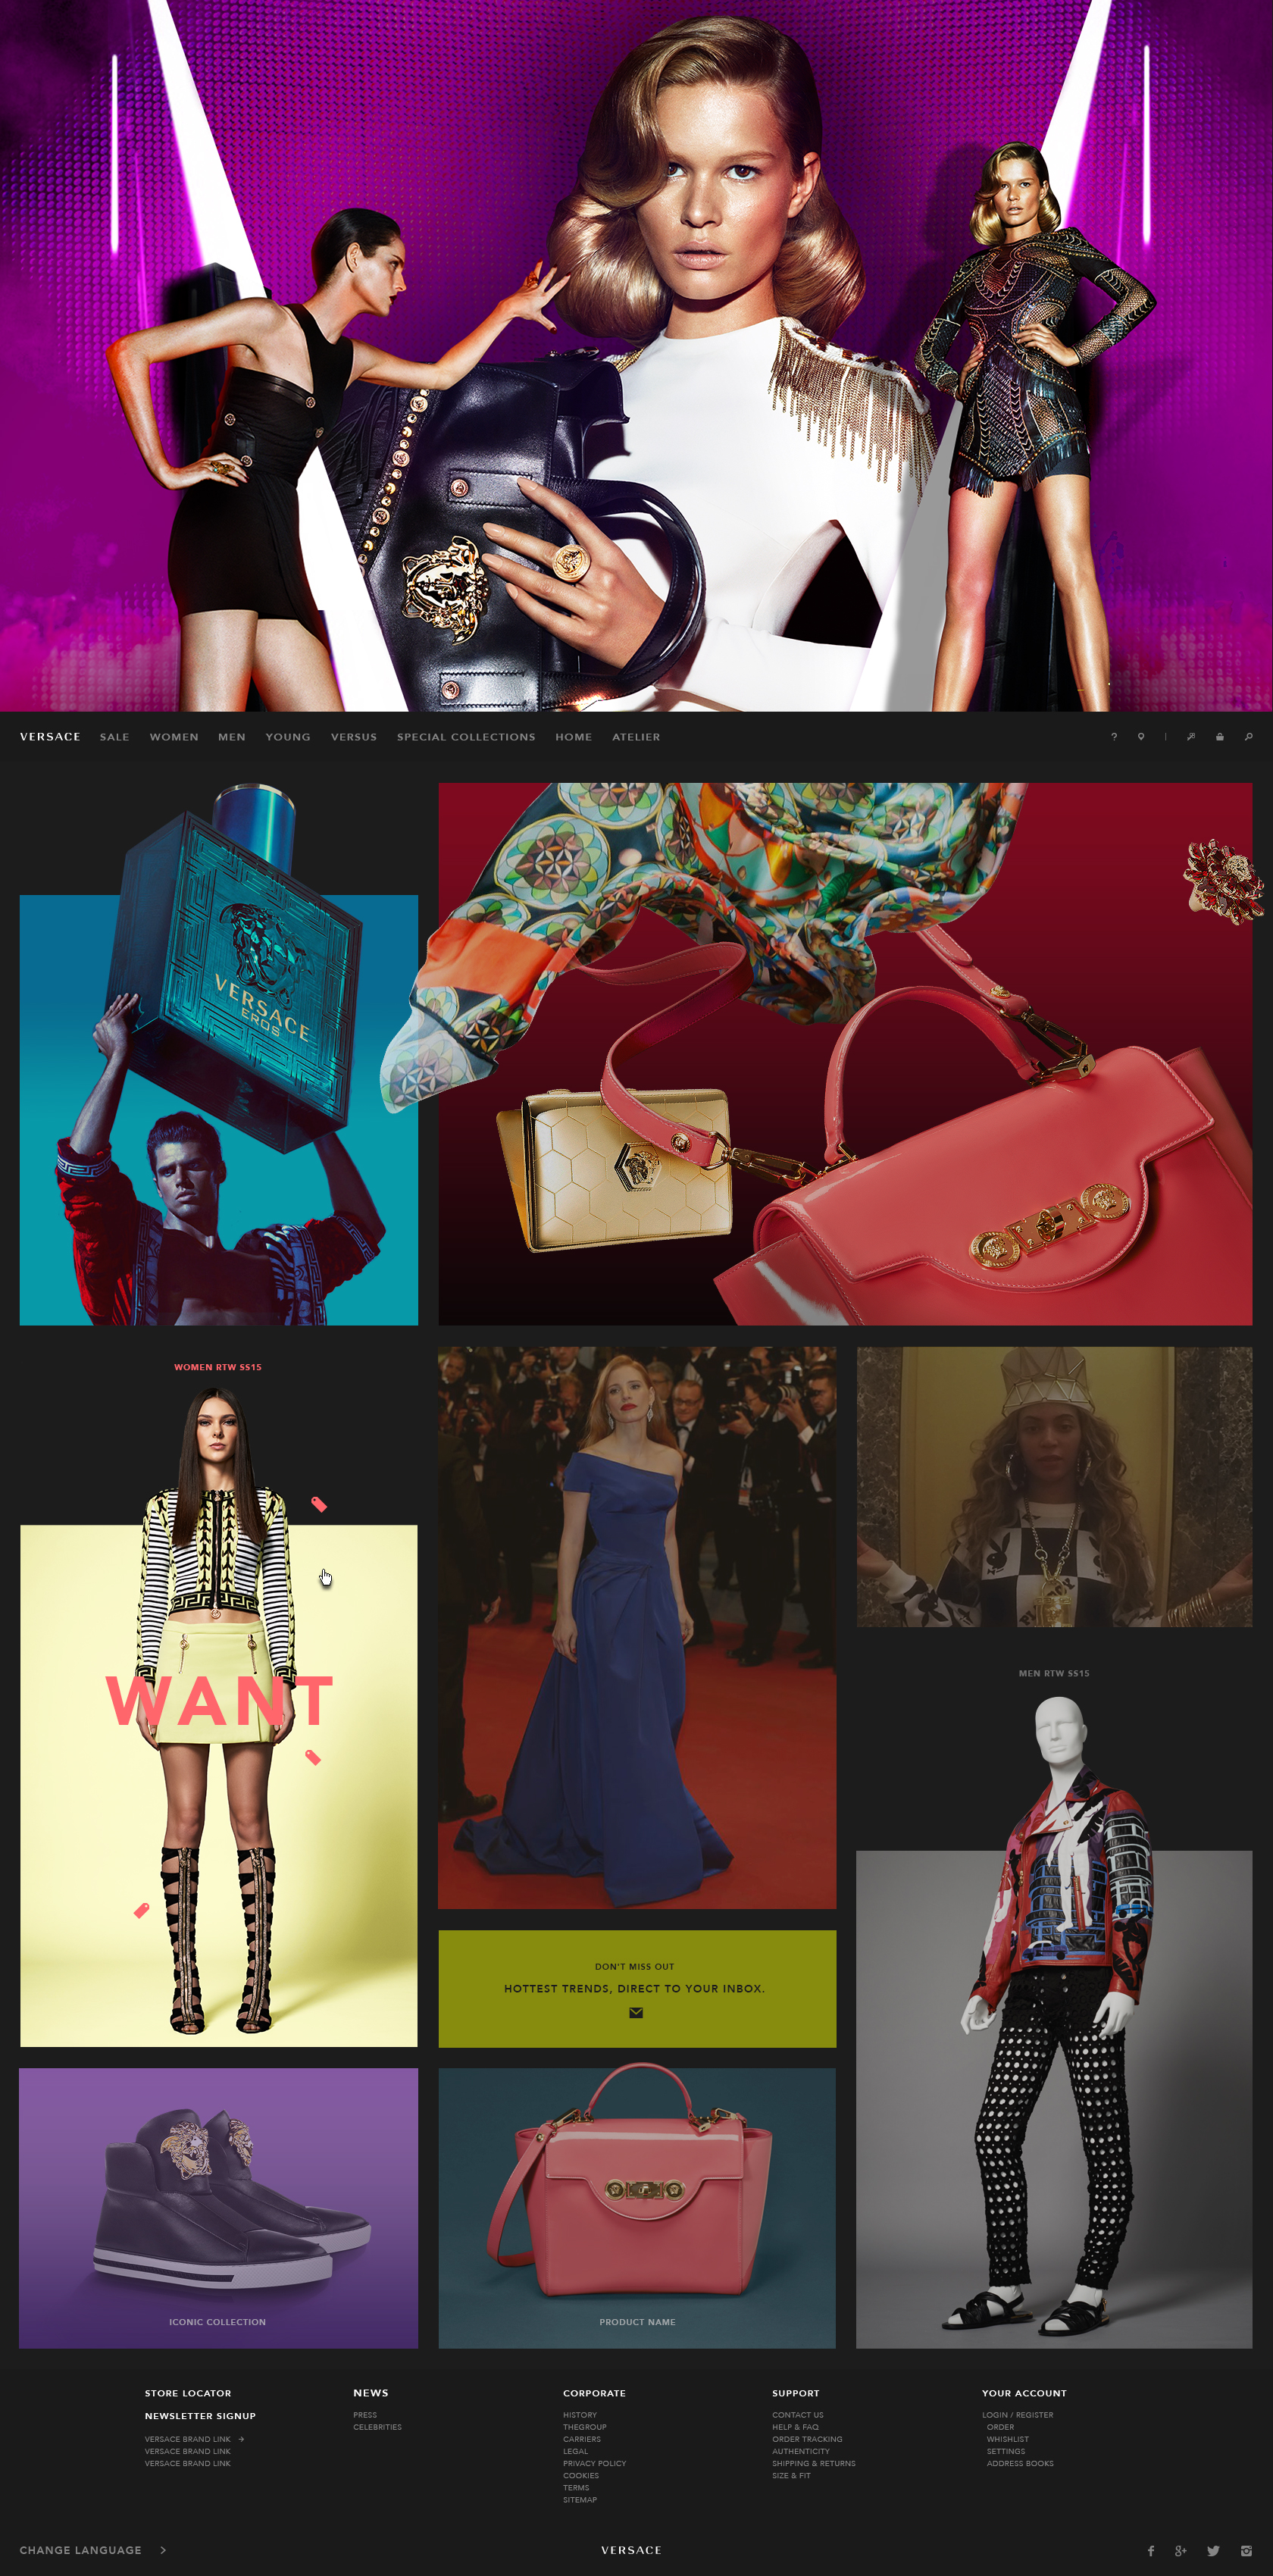 VERSACE SALE WOMEN MEN YOUNG VERSUS SPECIAL COLLECTIONS HOME ATELIER
VERSACE
EROS
WOMEN RTW SS15
WANT
MEN RTW SS15
DON'T MISS OUT
HOTTEST TRENDS, DIRECT TO YOUR INBOX.
ICONIC COLLECTION
PRODUCT NAME
STORE LOCATOR
NEWSLETTER SIGNUP
VERSACE BRAND LINK
VERSACE BRAND LINK
VERSACE BRAND LINK
NEWS
PRESS
CELEBRITIES
CORPORATE
HISTORY
THEGROUP
CARRIERS
LEGAL
PRIVACY POLICY
COOKIES
TERMS
SITEMAP
SUPPORT
CONTACT US
HELP & FAQ
ORDER TRACKING
AUTHENTICITY
SHIPPING & RETURNS
SIZE & FIT
YOUR ACCOUNT
LOGIN / REGISTER
ORDER
WHISHLIST
SETTINGS
ADDRESS BOOKS
CHANGE LANGUAGE
VERSACE